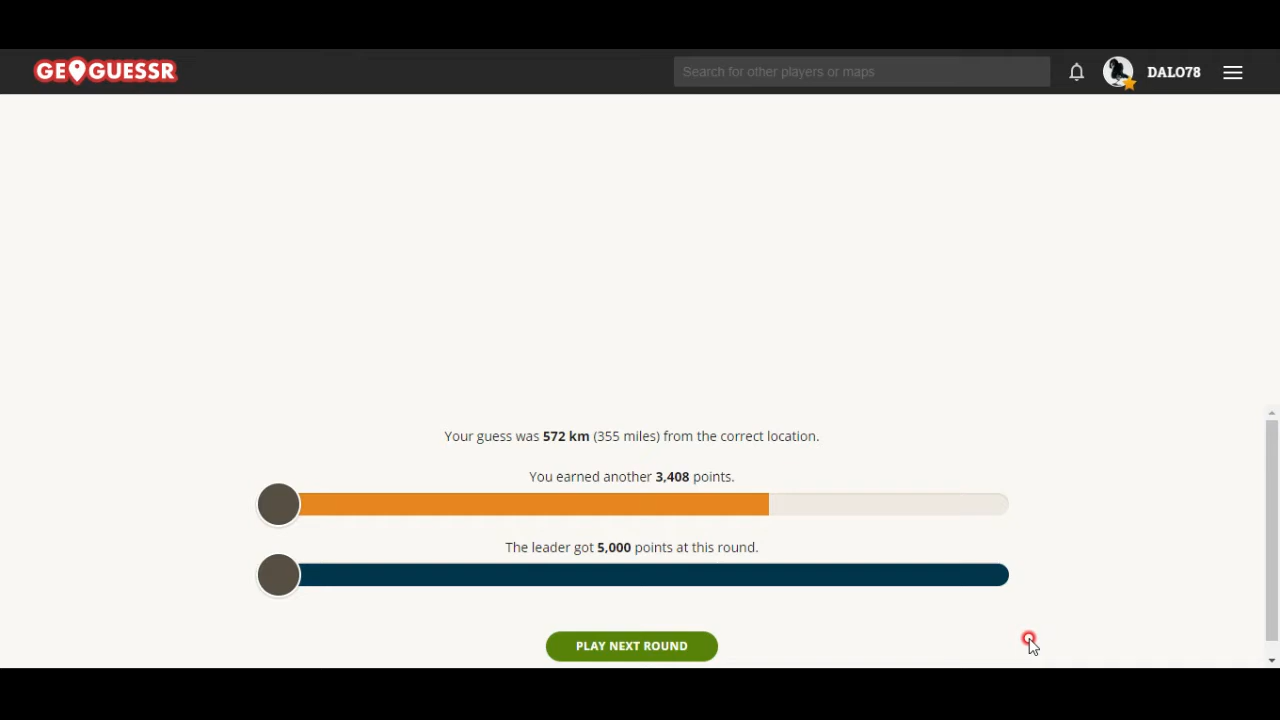 GEOGUESSR
Search for other players or maps
DALO78
Your guess was 572 km (355 miles) from the correct location.
You earned another 3,408 points.
The leader got 5,000 points at this round.
PLAY NEXT ROUND